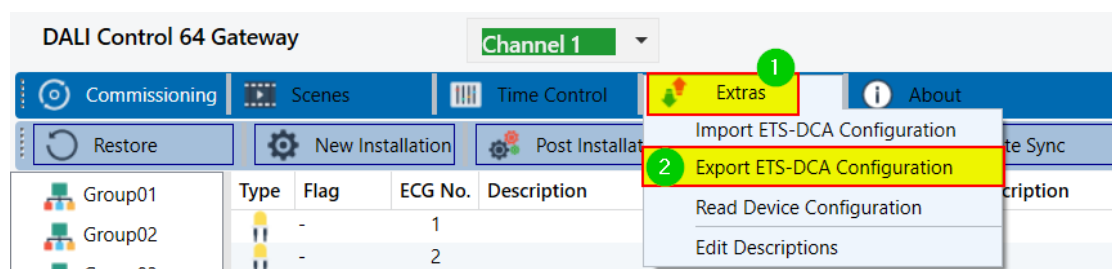 DALI Control 64 Gateway
Channel 1
1
Commissioning Scenes Time Control Extras About
Import ETS-DCA Configuration
Restore New Installation Post Installat te Sync
2 Export ETS-DCA Configuration
Group01 Type Flag ECG No. Description cription
Read Device Configuration
Group02 - 1
Edit Descriptions
- 2